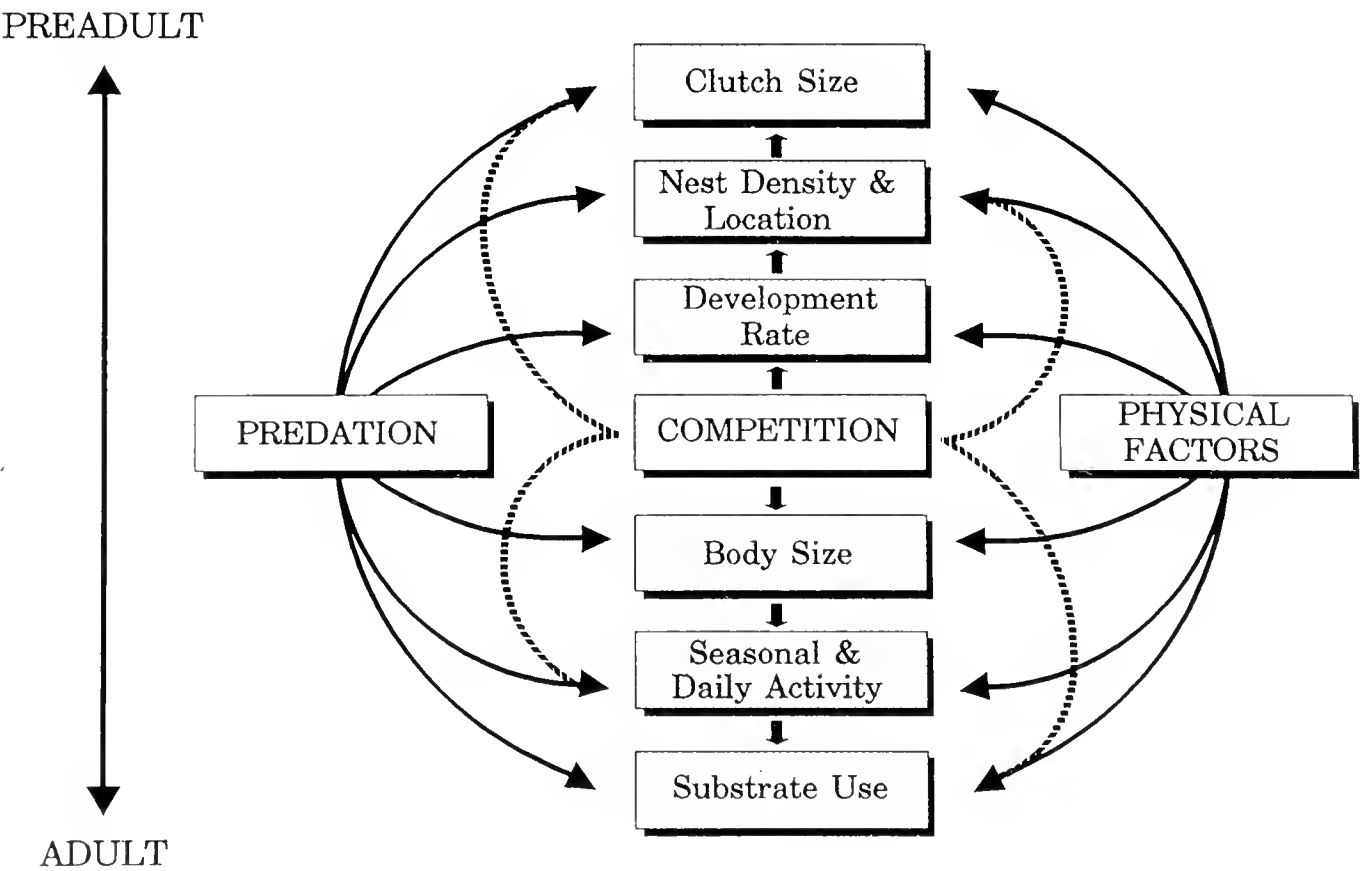 PREADULT
Clutch Size
Nest Density &
Location
Development
Rate
PREDATION
COMPETITION
PHYSICAL
FACTORS
Body Size
Seasonal &
Daily Activity
Substrate Use
ADULT